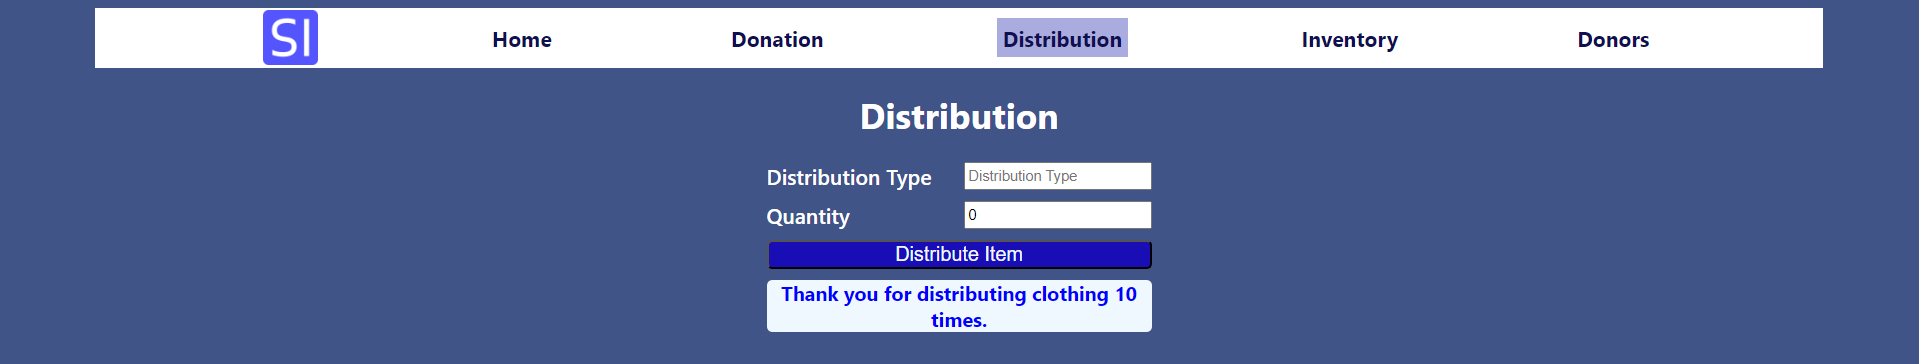 SI Home Donation Distribution Inventory Donors
Distribution
Distribution Type Distribution Type
Quantity 0
Distribute Item
Thank you for distributing clothing 10
times.